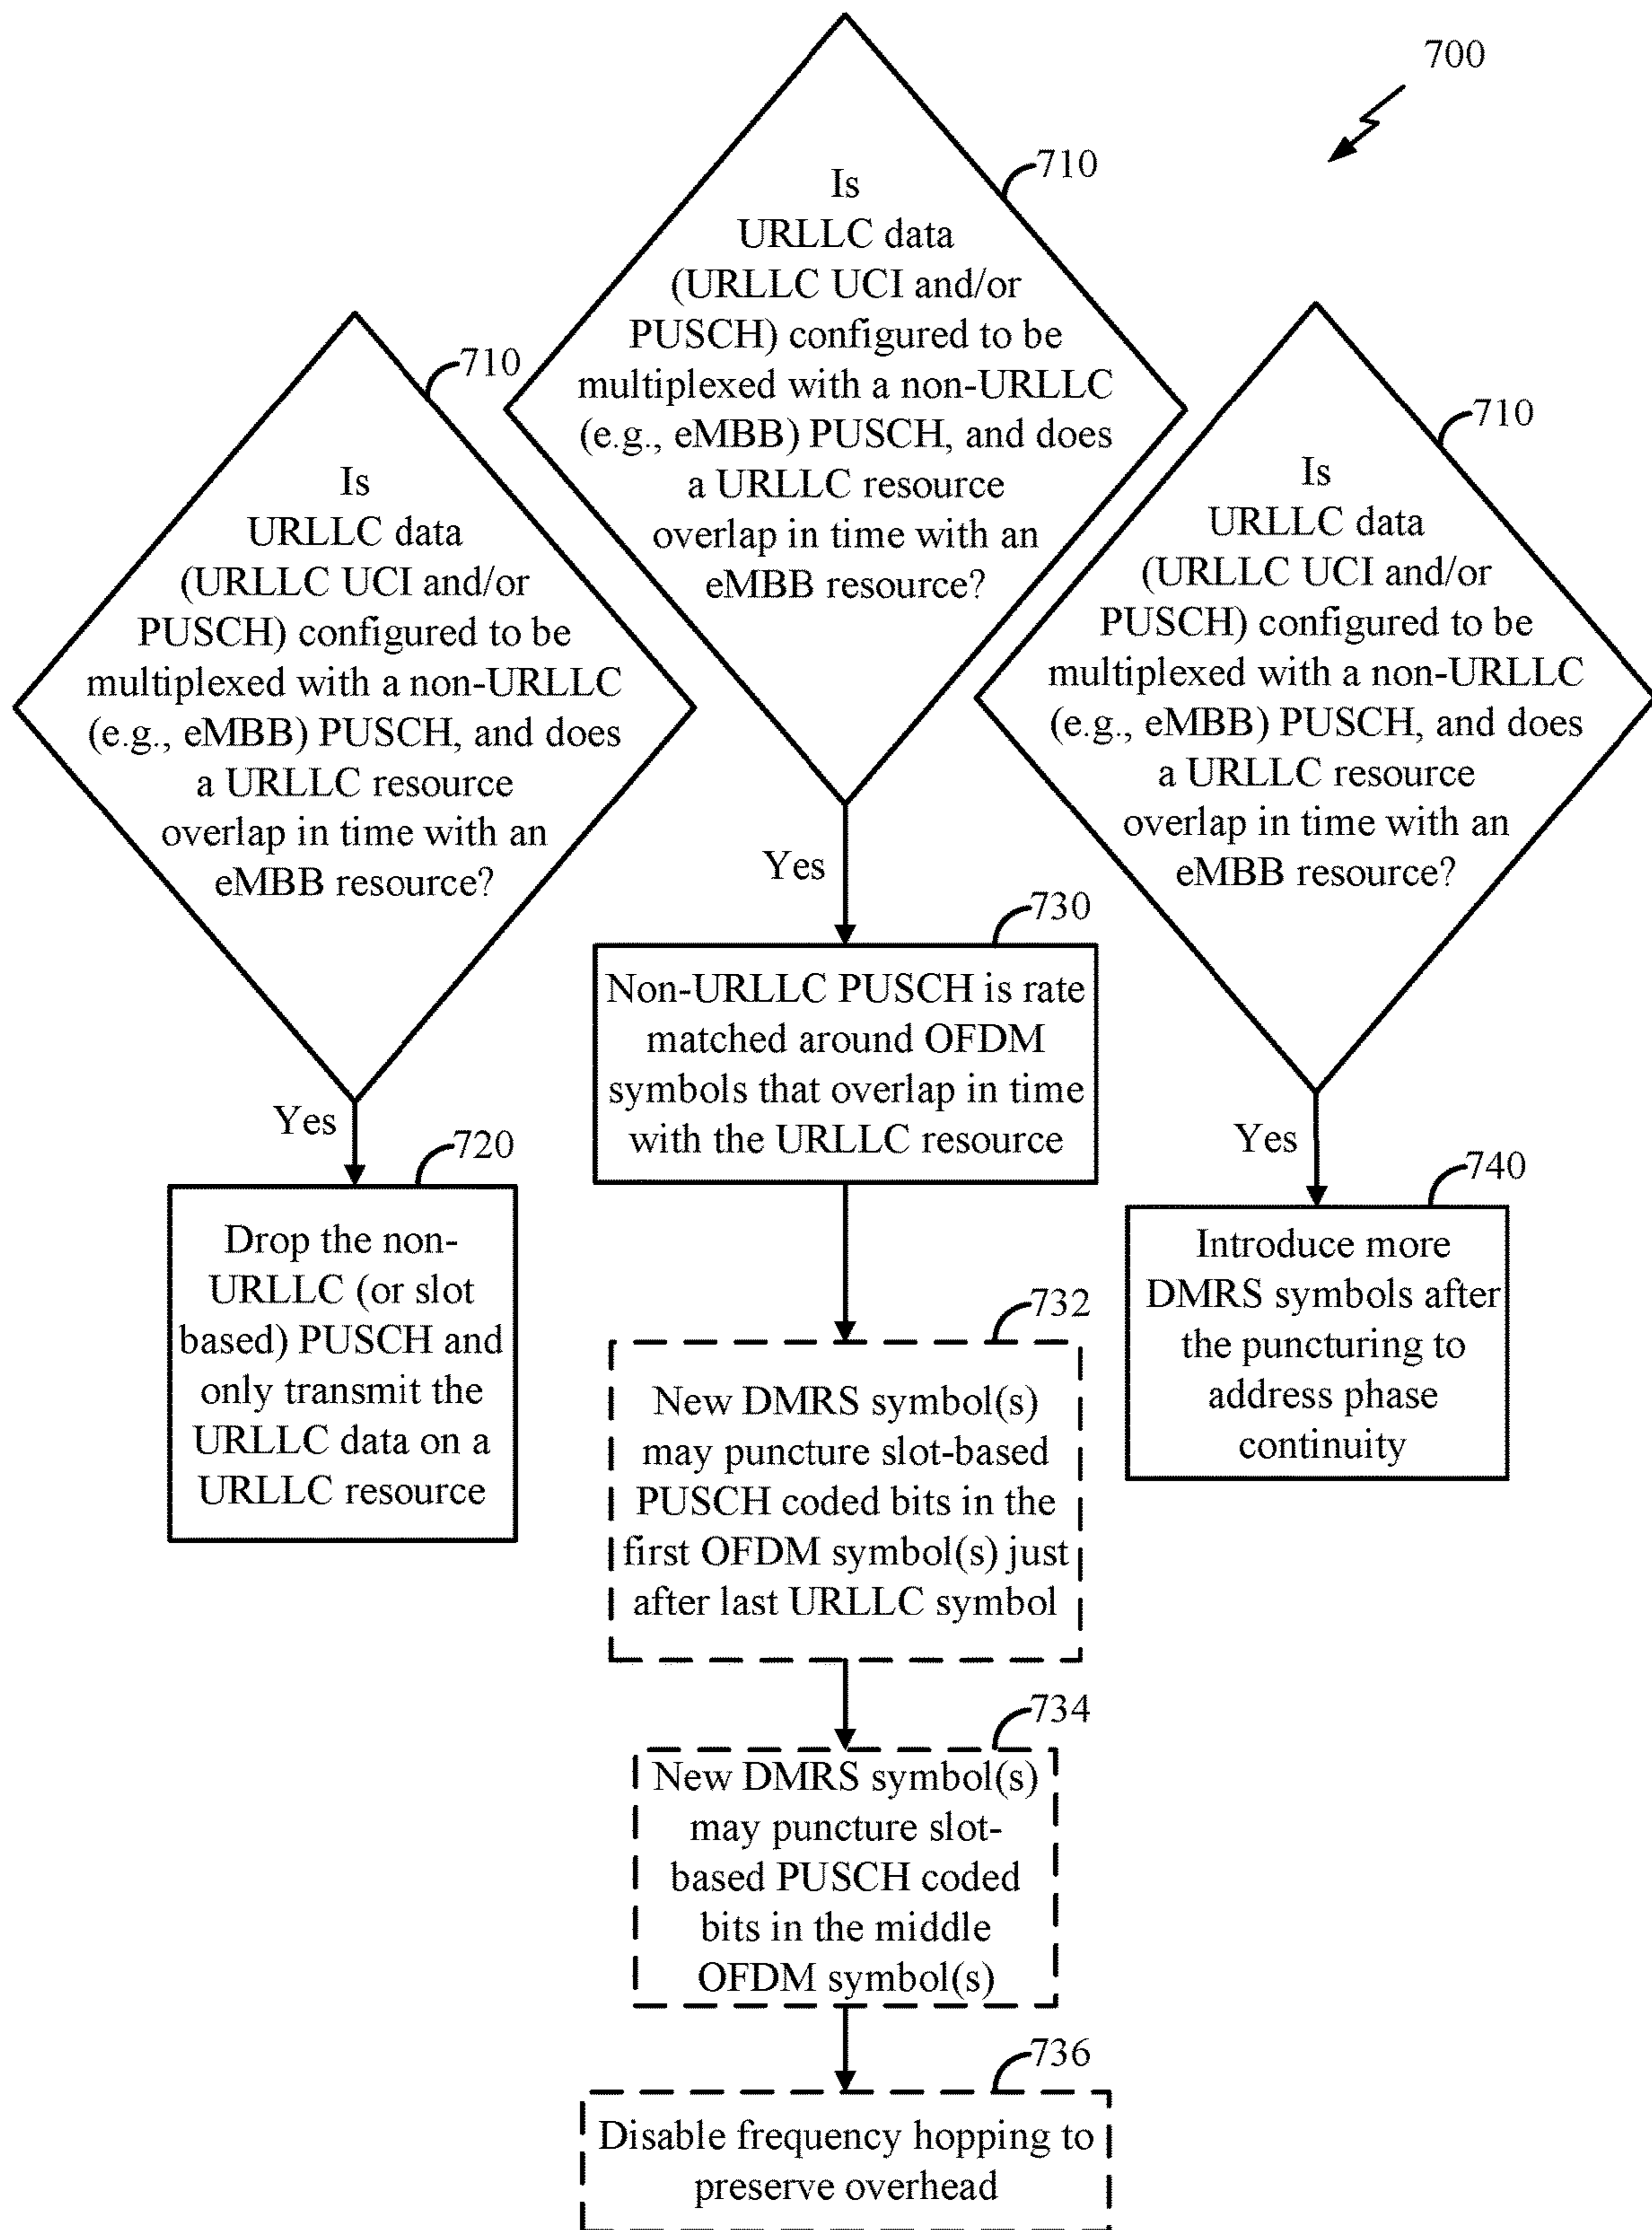 700
710
Is
URLLC data
(URLLC UCI and/or
PUSCH) configured to be
multiplexed with a non-URLLC
(e.g., eMBB) PUSCH, and does
a URLLC resource
overlap in time with an
eMBB resource?
710
Is
URLLC data
(URLLC UCI and/or
PUSCH) configured to be
multiplexed with a non-URLLC
(e.g., eMBB) PUSCH, and does
a URLLC resource
overlap in time with an
eMBB resource?
710
Is
URLLC data
(URLLC UCI and/or
PUSCH) configured to be
multiplexed with a non-URLLC
(e.g., eMBB) PUSCH, and does
a URLLC resource
overlap in time with an
eMBB resource?
Yes
720
Drop the non-
URLLC (or slot
based) PUSCH and
only transmit the
URLLC data on a
URLLC resource
Yes
730
Non-URLLC PUSCH is rate
matched around OFDM
symbols that overlap in time
with the URLLC resource
732
New DMRS symbol(s)
may puncture slot-based
PUSCH coded bits in the
first OFDM symbol(s) just
after last URLLC symbol
734
New DMRS symbol(s)
may puncture slot-
based PUSCH coded
bits in the middle
OFDM symbol(s)
736
Disable frequency hopping to
preserve overhead
Yes
740
Introduce more
DMRS symbols after
the puncturing to
address phase
continuity